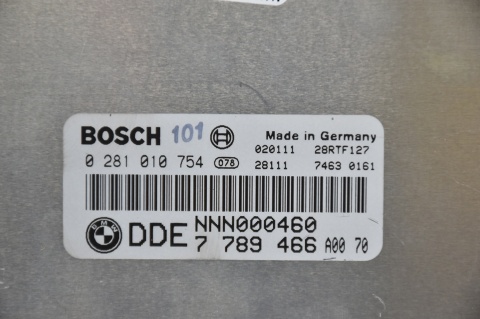 BOSCH 101 Made in Germany
020111 28RTF127
0 281 010 754 078 28111 7463 0161
BMW DDE NNN000460
7 789 466 A00 70